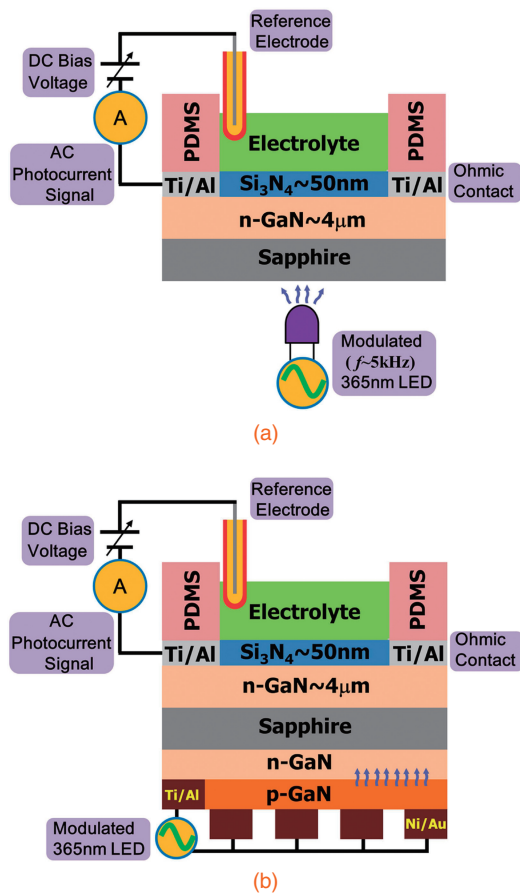 Reference
Electrode
DC Bias
Voltage
A
AC
Photocurrent
Signal
PDMS
Electrolyte
PDMS
Ti/Al
Si₃N₄~50nm
Ti/Al
Ohmic
Contact
n-GaN~4μm
Sapphire
Modulated
(f~5kHz)
365nm LED
(a)
Reference
Electrode
DC Bias
Voltage
A
AC
Photocurrent
Signal
PDMS
Electrolyte
PDMS
Ti/Al
Si₃N₄~50nm
Ti/Al
Ohmic
Contact
n-GaN~4μm
Sapphire
n-GaN
Ti/Al
p-GaN
Modulated
365nm LED
Ni/Au
(b)